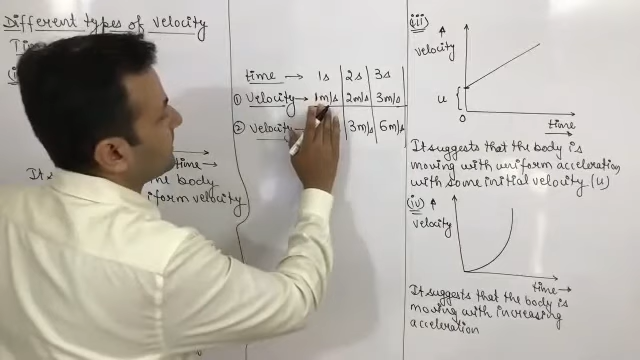 Different types of velocity
time → 1s 2s 3s
① Velocity → 1m/s 2m/s 3m/s
② Velocity 3m/s 6m/s
time →
the body
iform velocity
(iii)
velocity
u
O
time →
It suggests that the body is
moving with uniform acceleration
with some initial velocity (u)
(iv)
velocity
time →
It suggests that the body is
moving with increasing
acceleration